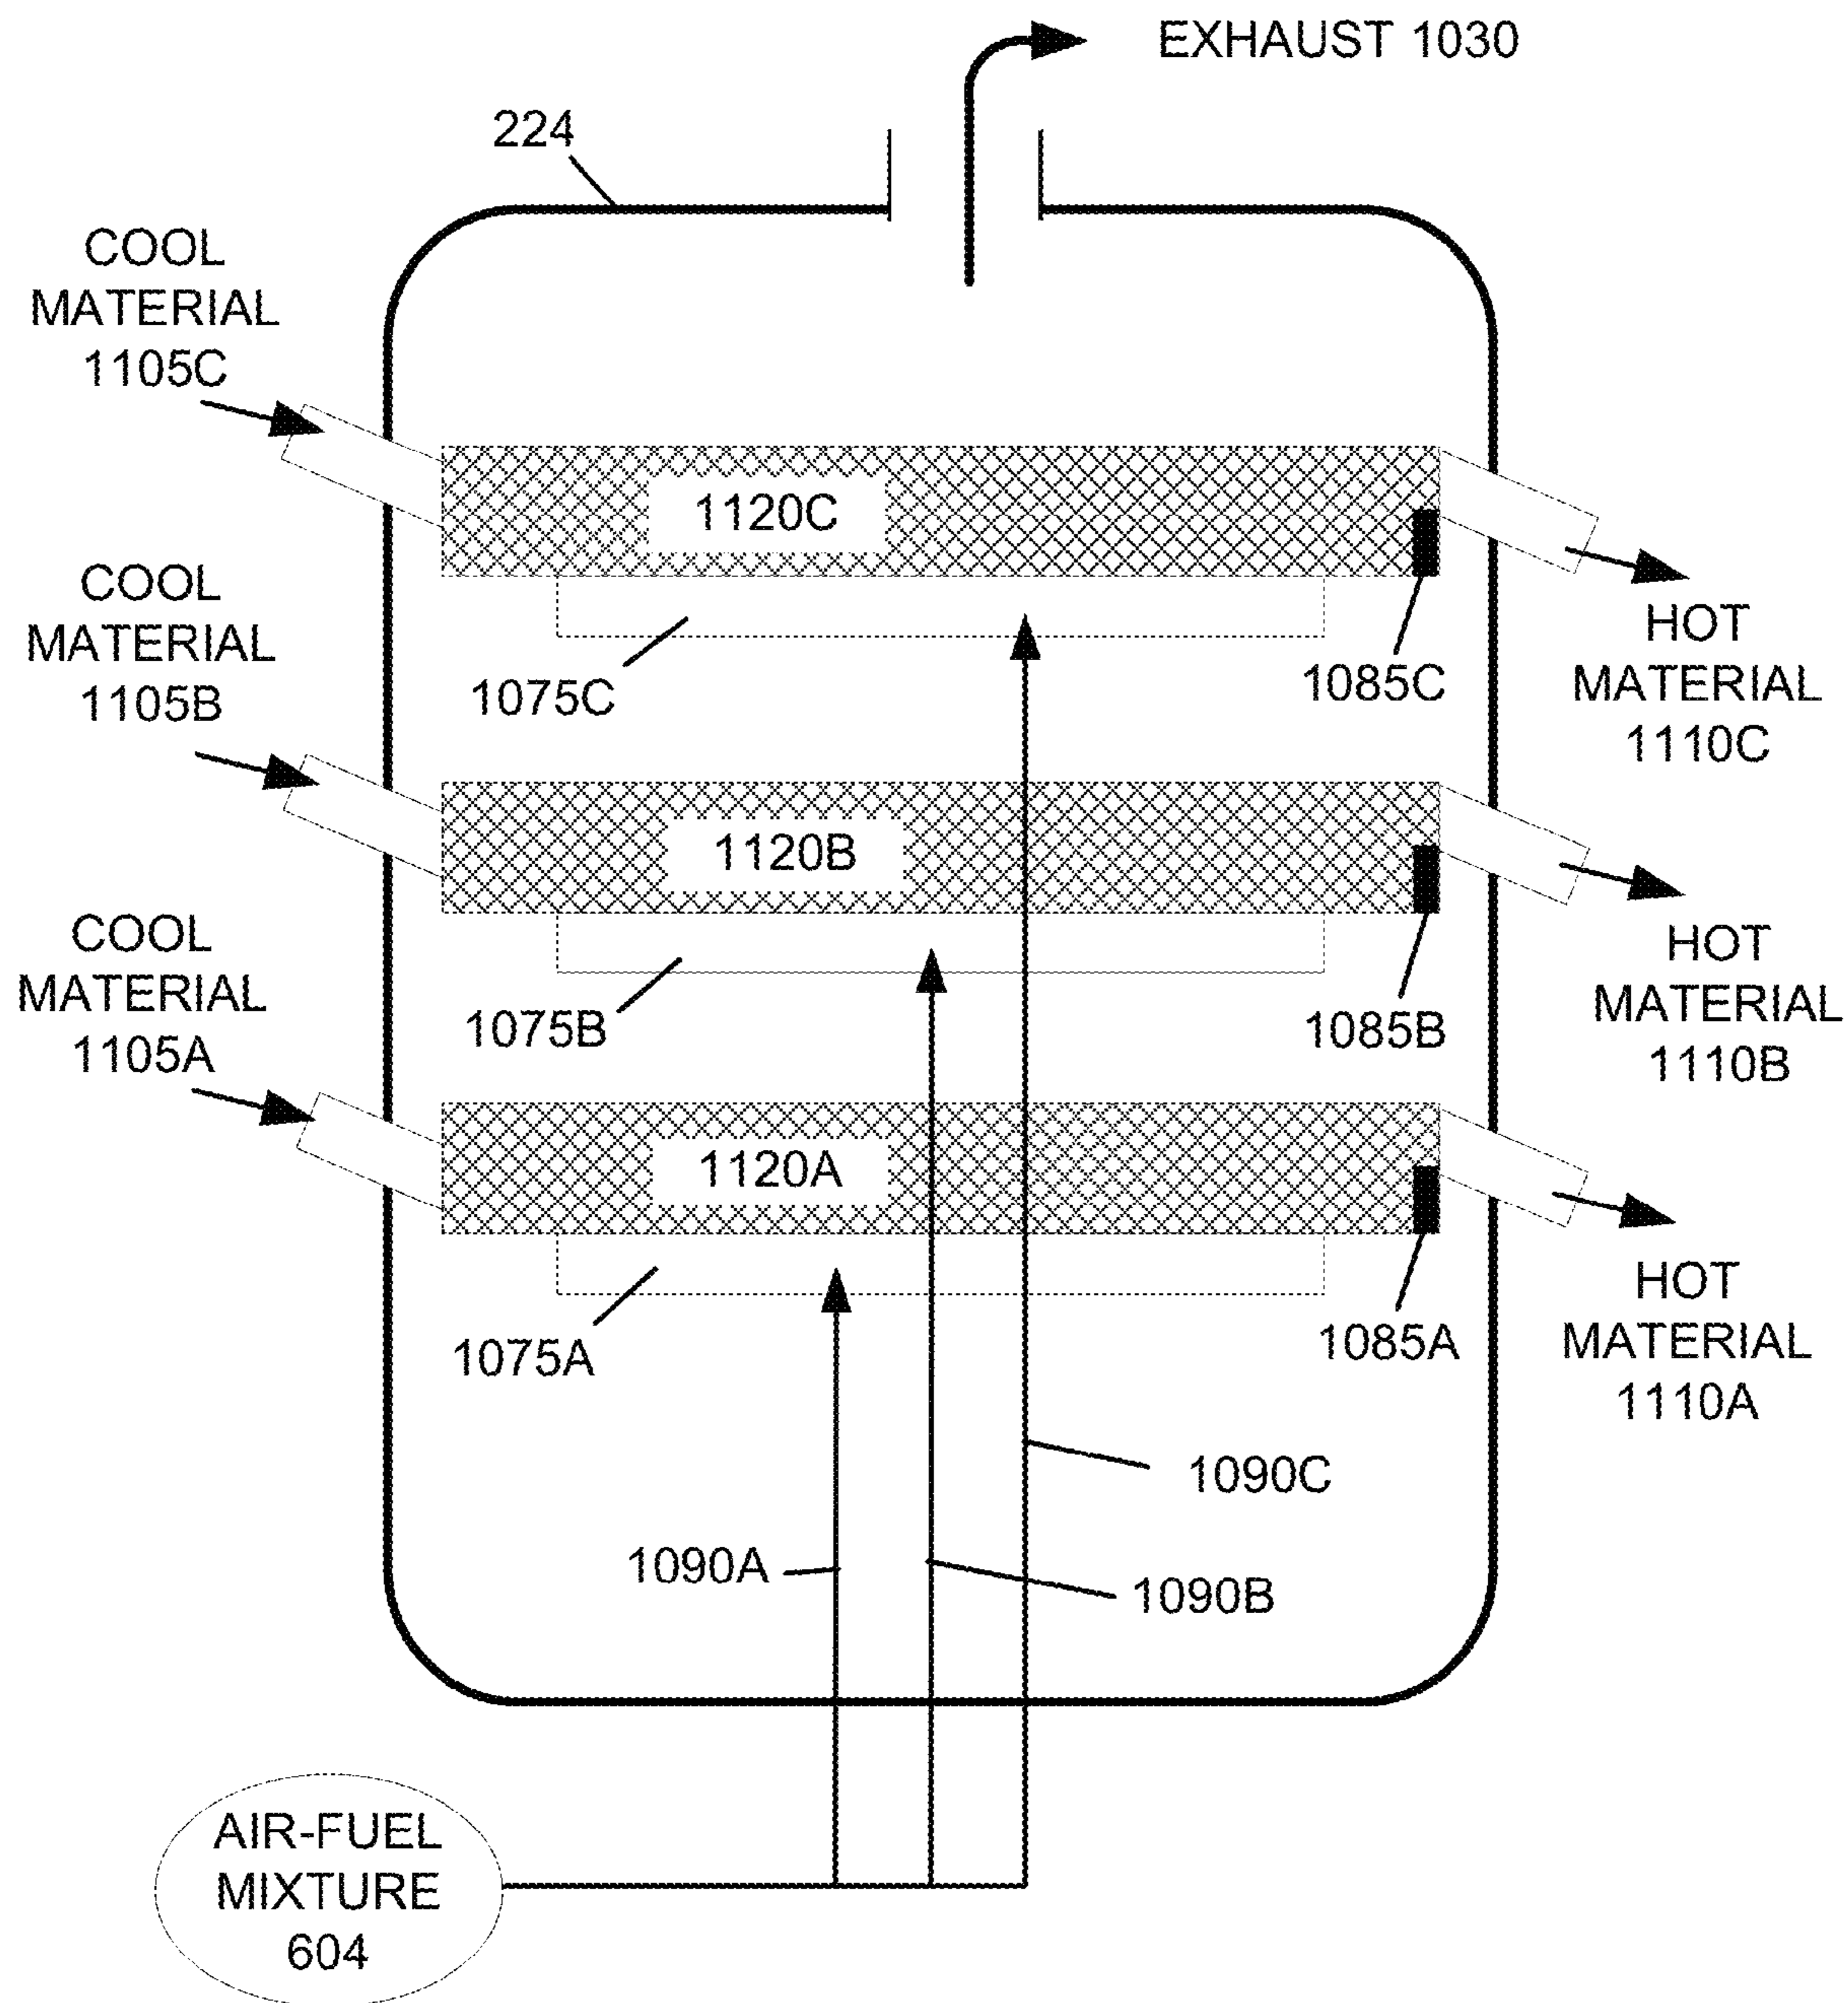 EXHAUST 1030
224
COOL
MATERIAL
1105C
1120C
1075C
1085C
HOT
MATERIAL
1110C
COOL
MATERIAL
1105B
1120B
1075B
1085B
HOT
MATERIAL
1110B
COOL
MATERIAL
1105A
1120A
1075A
1085A
HOT
MATERIAL
1110A
1090C
1090A
1090B
AIR-FUEL
MIXTURE
604